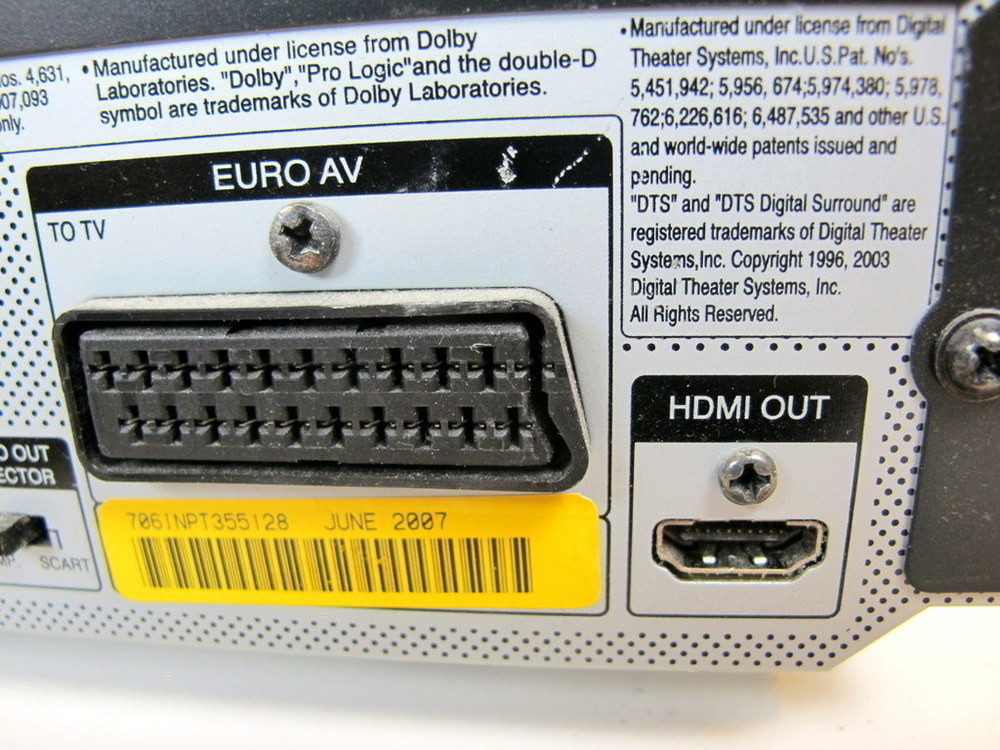 os. 4,631,
07,093
only.
• Manufactured under license from Dolby
Laboratories. "Dolby","Pro Logic"and the double-D
symbol are trademarks of Dolby Laboratories.
• Manufactured under license from Digital
Theater Systems, Inc.U.S.Pat. No's.
5,451,942; 5,956, 674;5,974,380; 5,978,
762;6,226,616; 6,487,535 and other U.S.
and world-wide patents issued and
pending.
"DTS" and "DTS Digital Surround" are
registered trademarks of Digital Theater
Systems,Inc. Copyright 1996, 2003
Digital Theater Systems, Inc.
All Rights Reserved.
EURO AV
TO TV
HDMI OUT
O OUT
ECTOR
SCART
706INPT355128 JUNE 2007